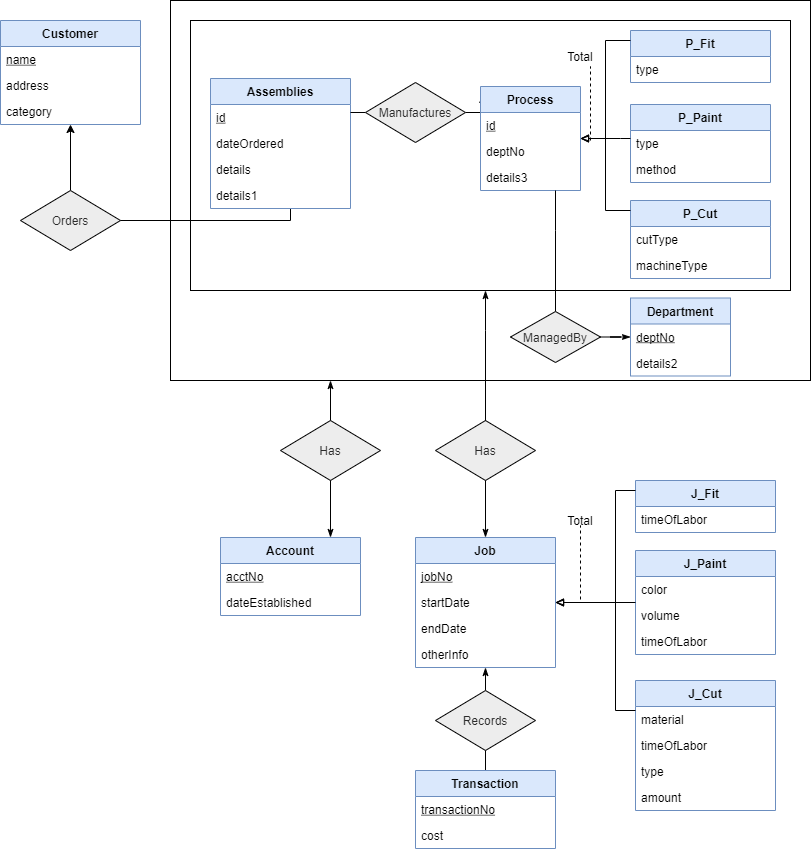 Customer
name
address
category
Orders
Assemblies
id
dateOrdered
details
details1
Manufactures
Process
id
deptNo
details3
Total
P_Fit
type
P_Paint
type
method
P_Cut
cutType
machineType
ManagedBy
Department
deptNo
details2
Has
Has
Account
acctNo
dateEstablished
Job
jobNo
startDate
endDate
otherInfo
Total
J_Fit
timeOfLabor
J_Paint
color
volume
timeOfLabor
J_Cut
material
timeOfLabor
type
amount
Records
Transaction
transactionNo
cost